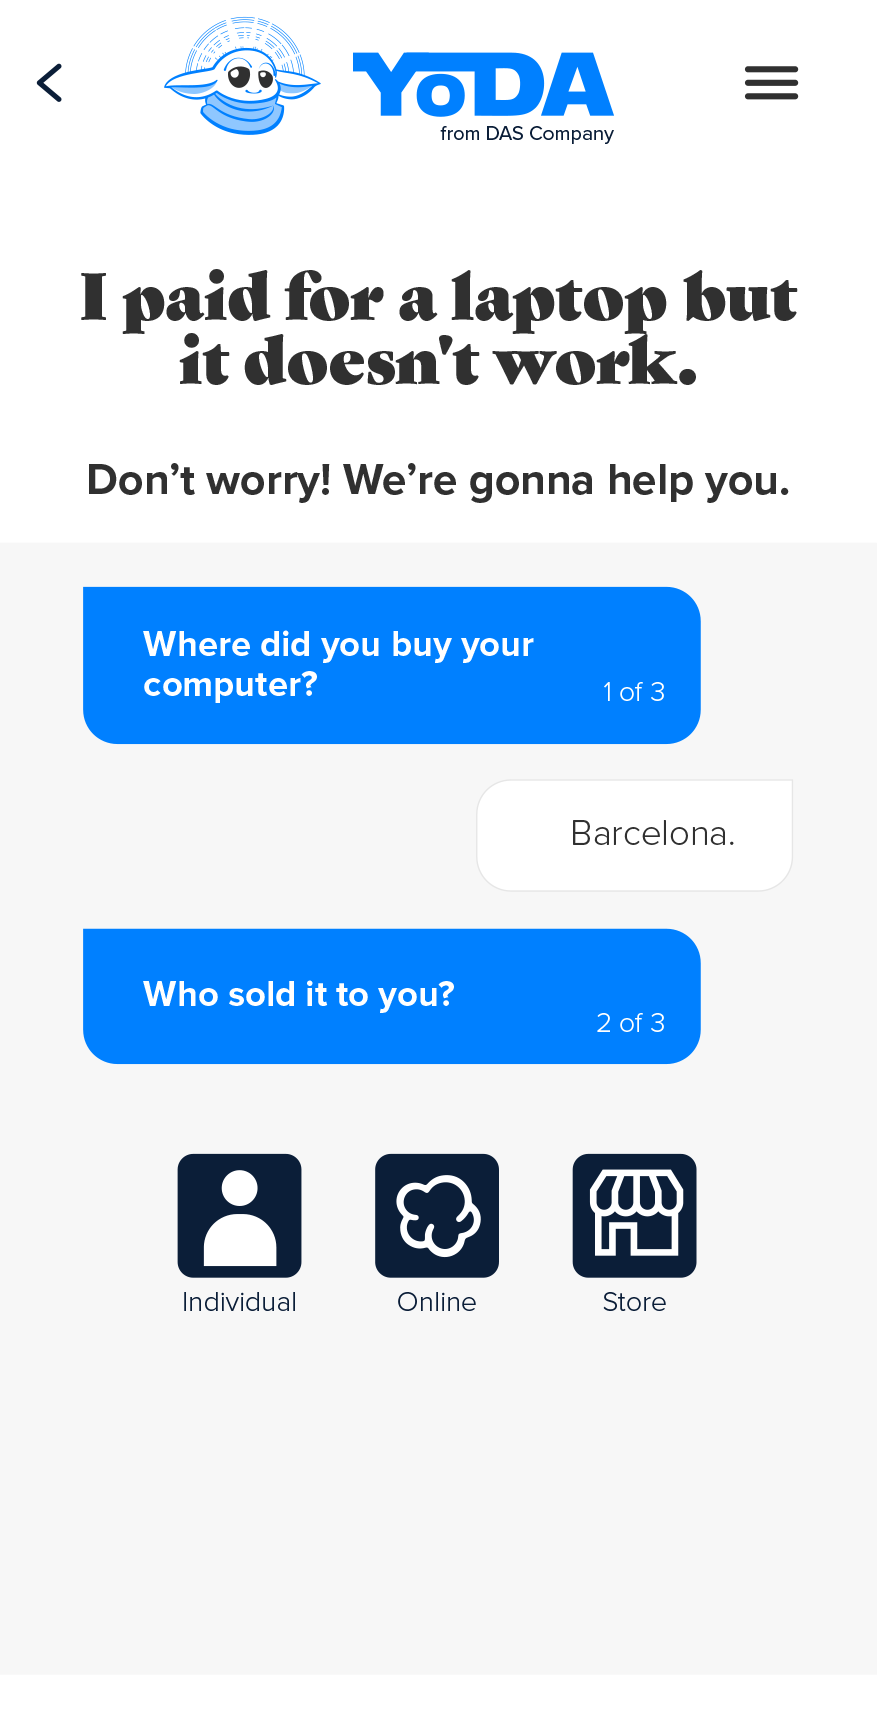 YoDA
from DAS Company
I paid for a laptop but
it doesn't work.
Don’t worry! We’re gonna help you.
Where did you buy your
computer?
1 of 3
Barcelona.
Who sold it to you?
2 of 3
Individual
Online
Store